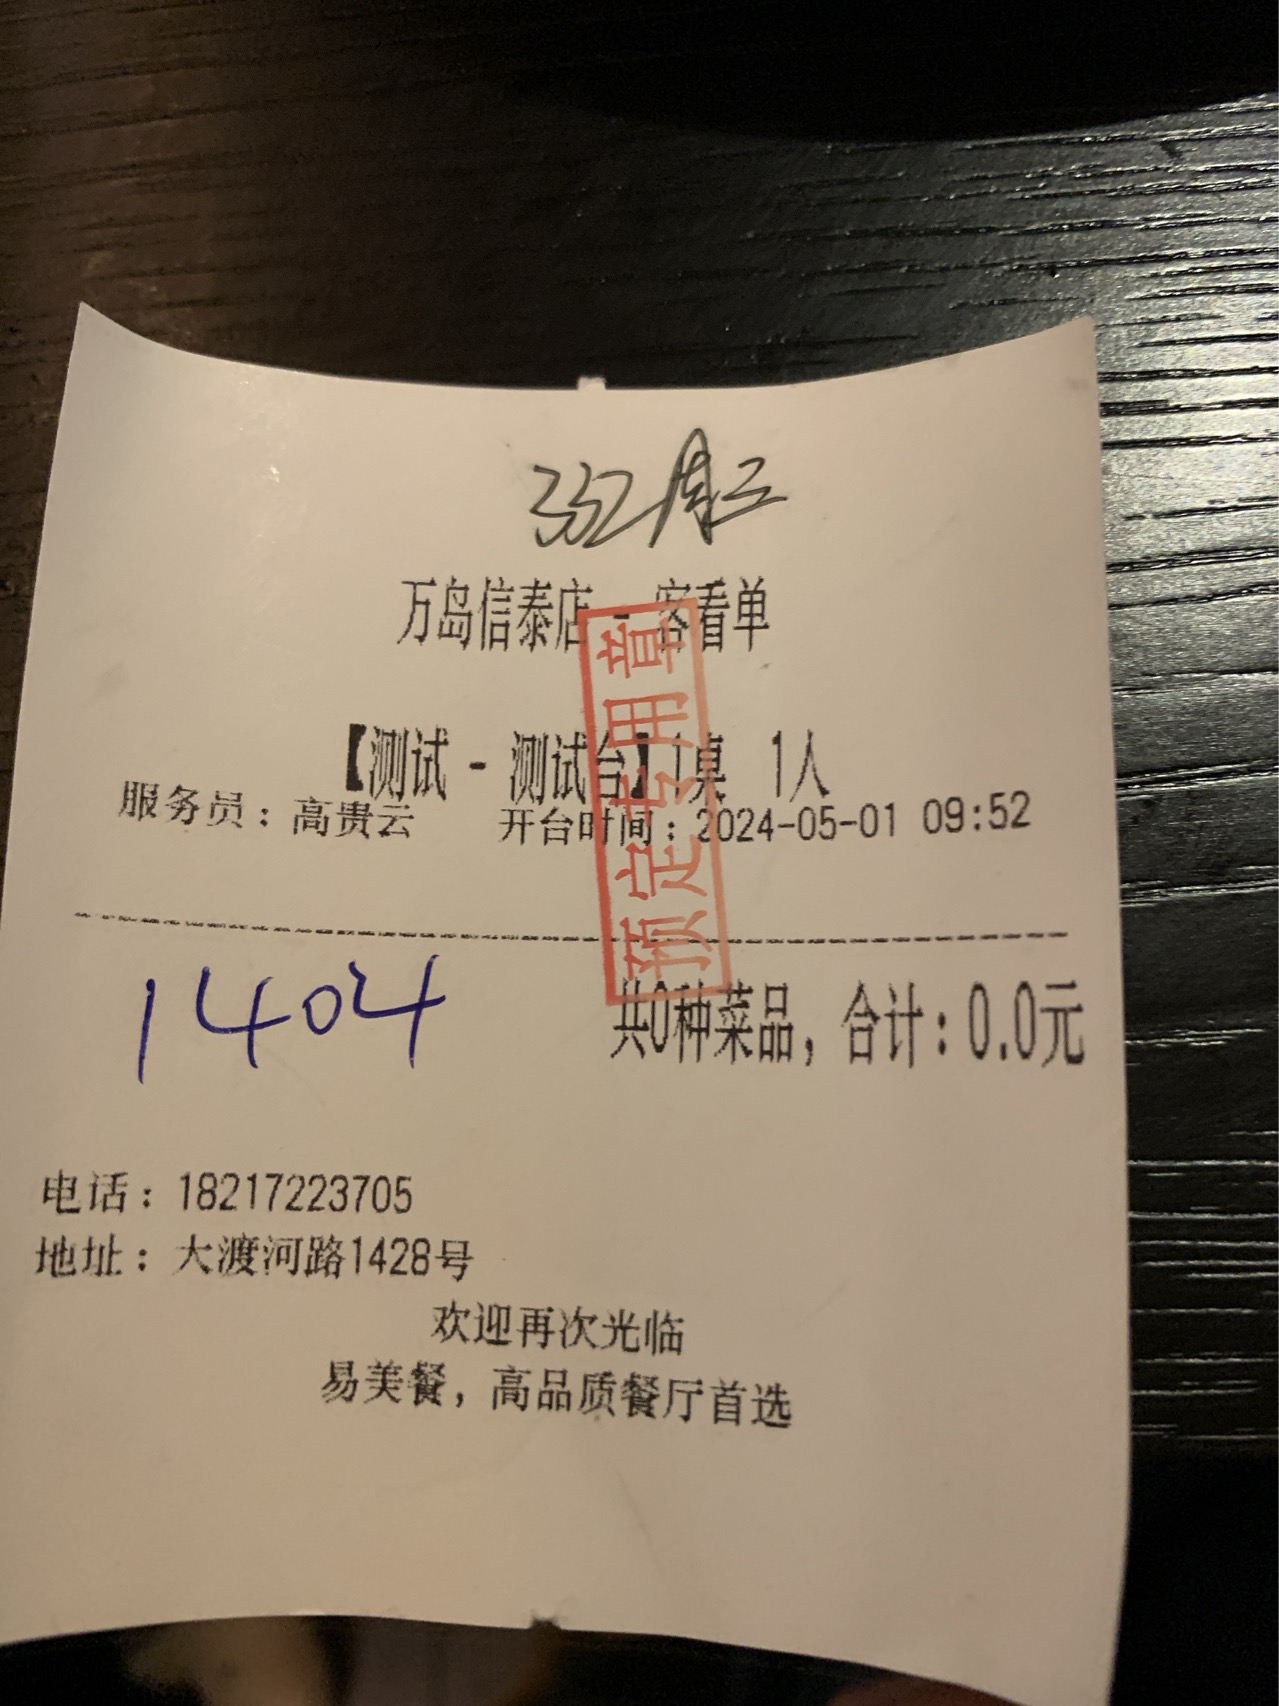 万岛信泰店 - 客看单
【测试 - 测试台】1桌 1人
服务员：高贵云 开台时间：2024-05-01 09:52
预定专用章
1404
共0种菜品，合计：0.0元
电话：18217223705
地址：大渡河路1428号
欢迎再次光临
易美餐，高品质餐厅首选